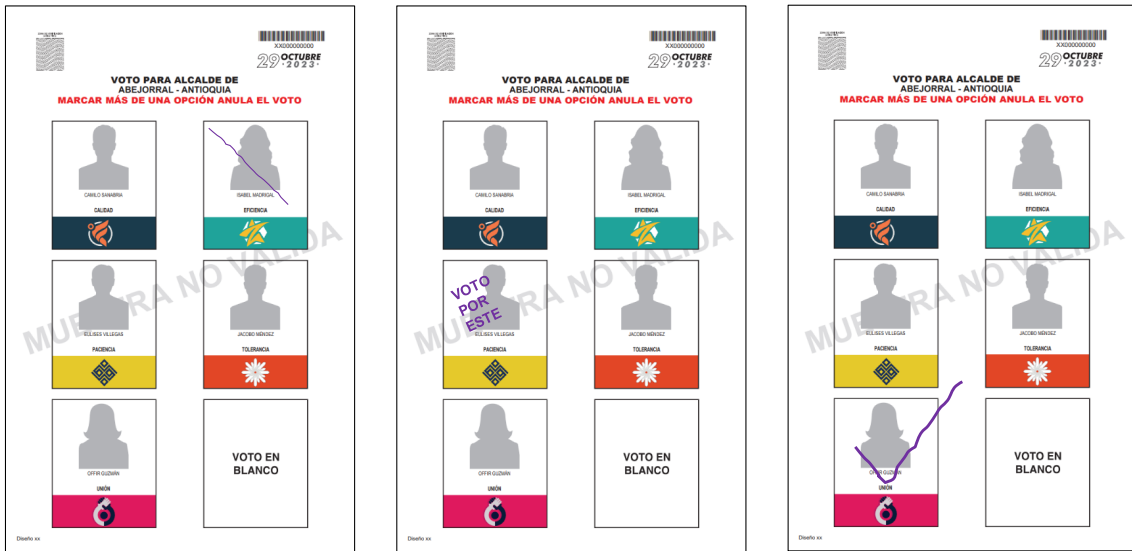 XX000000000
29 OCTUBRE
·2023·
VOTO PARA ALCALDE DE
ABEJORRAL - ANTIOQUIA
MARCAR MÁS DE UNA OPCIÓN ANULA EL VOTO
CAMILO SANABRIA
CALIDAD
ISABEL MADRIGAL
EFICIENCIA
EULISES VILLEGAS
PACIENCIA
JACOBO MÉNDEZ
TOLERANCIA
OFFIR GUZMÁN
UNIÓN
VOTO EN
BLANCO
MUESTRA NO VALIDA
Diseño xx
XX000000000
29 OCTUBRE
·2023·
VOTO PARA ALCALDE DE
ABEJORRAL - ANTIOQUIA
MARCAR MÁS DE UNA OPCIÓN ANULA EL VOTO
CAMILO SANABRIA
CALIDAD
ISABEL MADRIGAL
EFICIENCIA
VOTO
POR
ESTE
EULISES VILLEGAS
PACIENCIA
JACOBO MÉNDEZ
TOLERANCIA
OFFIR GUZMÁN
UNIÓN
VOTO EN
BLANCO
MUESTRA NO VALIDA
Diseño xx
XX000000000
29 OCTUBRE
·2023·
VOTO PARA ALCALDE DE
ABEJORRAL - ANTIOQUIA
MARCAR MÁS DE UNA OPCIÓN ANULA EL VOTO
CAMILO SANABRIA
CALIDAD
ISABEL MADRIGAL
EFICIENCIA
EULISES VILLEGAS
PACIENCIA
JACOBO MÉNDEZ
TOLERANCIA
OFFIR GUZMÁN
UNIÓN
VOTO EN
BLANCO
MUESTRA NO VALIDA
Diseño xx